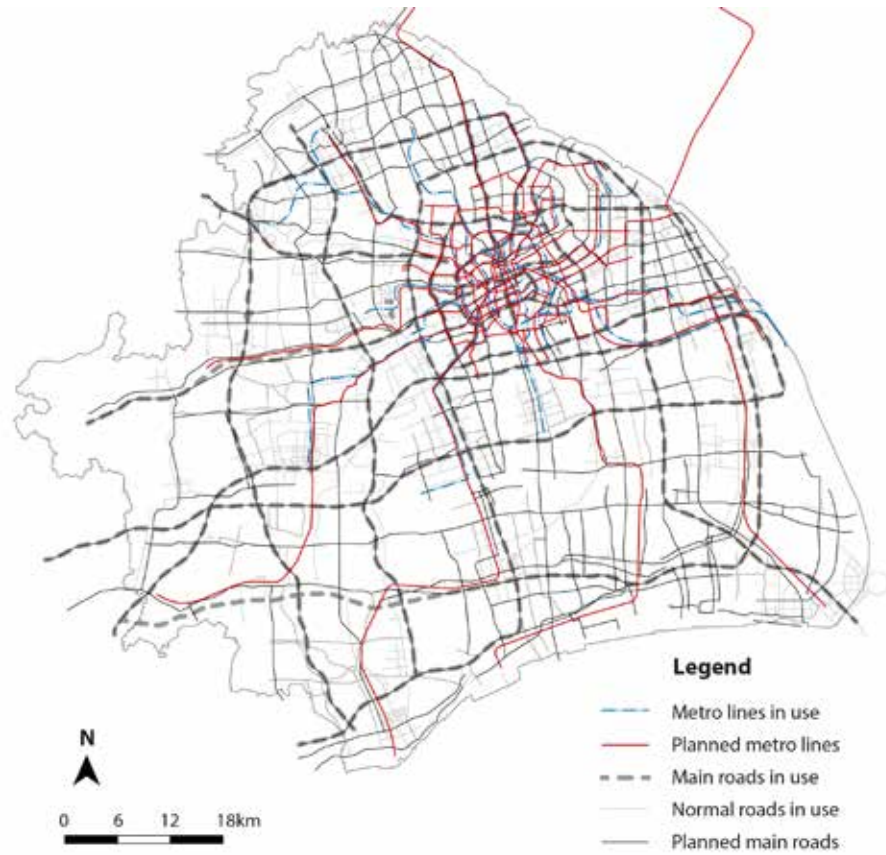 Legend
Metro lines in use
Planned metro lines
Main roads in use
Normal roads in use
Planned main roads
N
0 6 12 18km